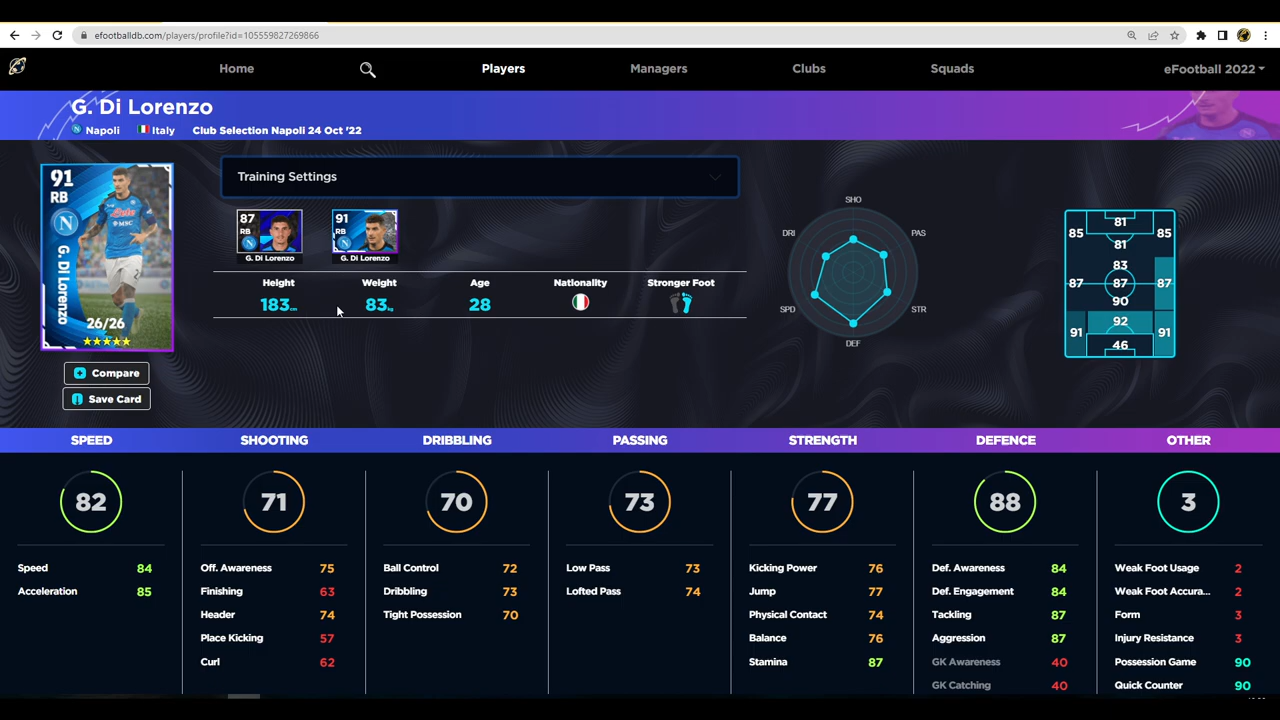 efootballdb.com/players/profile?id=105559827269866
Home Players Managers Clubs Squads eFootball 2022
G. Di Lorenzo
Napoli Italy Club Selection Napoli 24 Oct '22
91
RB
N
G. Di Lorenzo
26/26
Compare
Save Card
Training Settings
87
RB
G. Di Lorenzo
91
RB
G. Di Lorenzo
Height Weight Age Nationality Stronger Foot
183cm 83kg 28
SHO
DRI PAS
SPD STR
DEF
81
85 85
81
83
87 87 87
90
92
91 91
46
SPEED SHOOTING DRIBBLING PASSING STRENGTH DEFENCE OTHER
82 71 70 73 77 88 3
Speed 84 Off. Awareness 75 Ball Control 72 Low Pass 73 Kicking Power 76 Def. Awareness 84 Weak Foot Usage 2
Acceleration 85 Finishing 63 Dribbling 73 Lofted Pass 74 Jump 77 Def. Engagement 84 Weak Foot Accura... 2
Header 74 Tight Possession 70 Physical Contact 74 Tackling 87 Form 3
Place Kicking 57 Balance 76 Aggression 87 Injury Resistance 3
Curl 62 Stamina 87 GK Awareness 40 Possession Game 90
GK Catching 40 Quick Counter 90